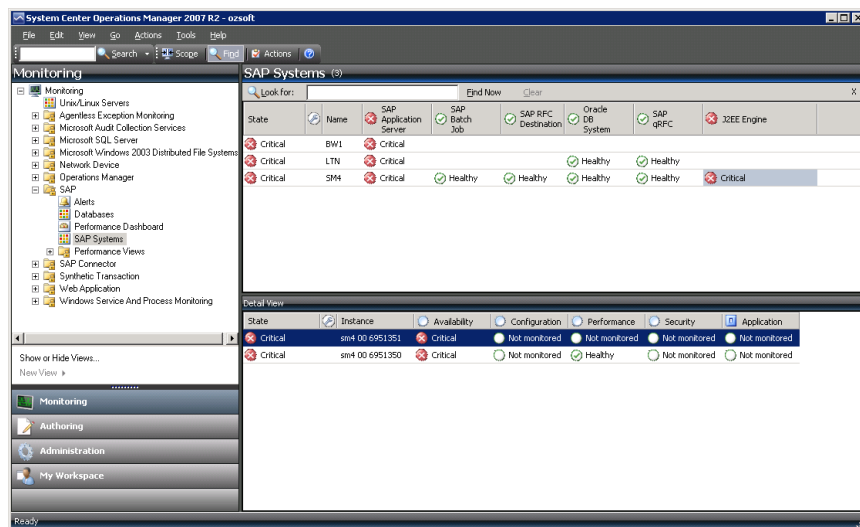 System Center Operations Manager 2007 R2 - ozsoft
File Edit View Go Actions Tools Help
Search Scope Find Actions
Monitoring
Monitoring
Unix/Linux Servers
Agentless Exception Monitoring
Microsoft Audit Collection Services
Microsoft SQL Server
Microsoft Windows 2003 Distributed File Systems
Network Device
Operations Manager
SAP
Alerts
Databases
Performance Dashboard
SAP Systems
Performance Views
SAP Connector
Synthetic Transaction
Web Application
Windows Service And Process Monitoring
Show or Hide Views...
New View
Monitoring
Authoring
Administration
My Workspace
SAP Systems (3)
Look for: Find Now Clear X
State Name SAP Application Server SAP Batch Job SAP RFC Destination Oracle DB System SAP qRFC J2EE Engine
Critical BW1 Critical
Critical LTN Critical Healthy Healthy
Critical SM4 Critical Healthy Healthy Healthy Healthy Critical
Detail View
State Instance Availability Configuration Performance Security Application
Critical sm4 00 6951351 Critical Not monitored Not monitored Not monitored Not monitored
Critical sm4 00 6951350 Critical Not monitored Healthy Not monitored Not monitored
Ready